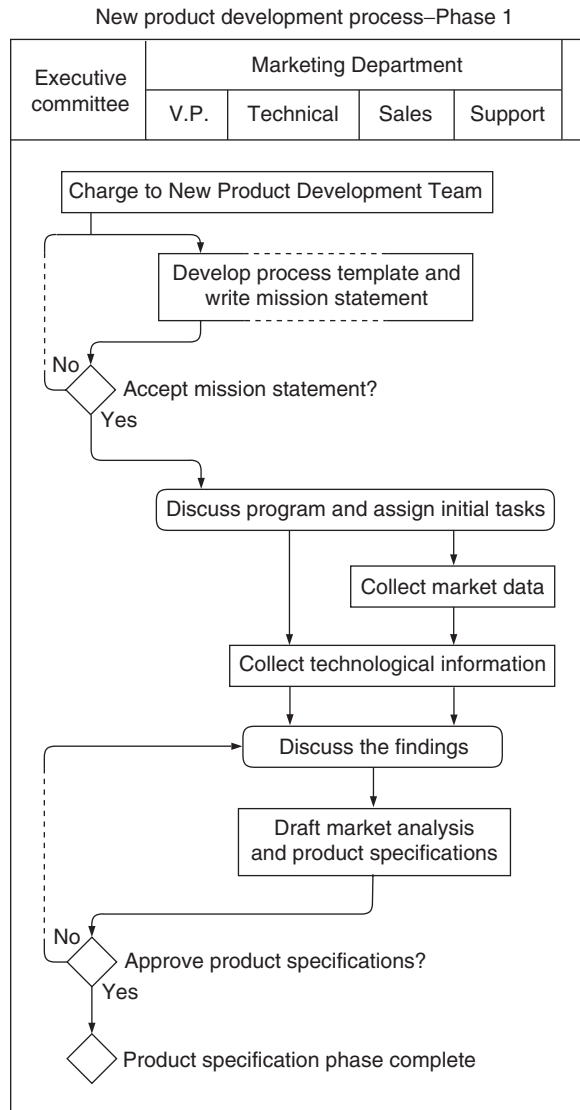 New product development process–Phase 1
Executive
committee
Marketing Department
V.P.
Technical
Sales
Support
Charge to New Product Development Team
Develop process template and
write mission statement
No
Accept mission statement?
Yes
Discuss program and assign initial tasks
Collect market data
Collect technological information
Discuss the findings
Draft market analysis
and product specifications
No
Approve product specifications?
Yes
Product specification phase complete